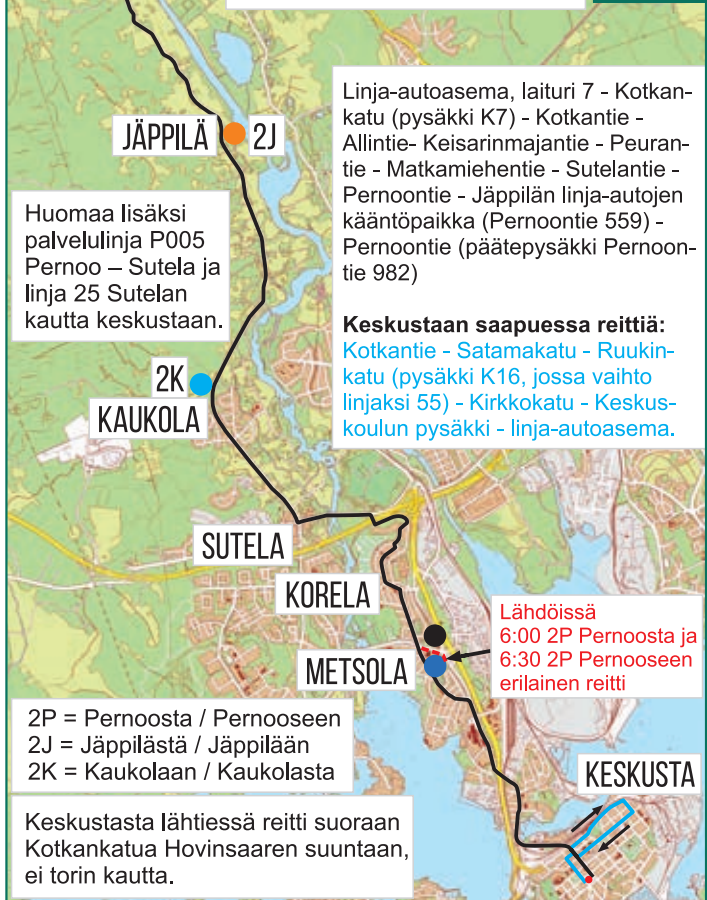 JÄPPILÄ
2J
Linja-autoasema, laituri 7 - Kotkan-
katu (pysäkki K7) - Kotkantie -
Allintie- Keisarinmajantie - Peuran-
tie - Matkamiehentie - Sutelantie -
Pernoontie - Jäppilän linja-autojen
kääntöpaikka (Pernoontie 559) -
Pernoontie (päätepysäkki Pernoon-
tie 982)
Keskustaan saapuessa reittiä:
Kotkantie - Satamakatu - Ruukin-
katu (pysäkki K16, jossa vaihto
linjaksi 55) - Kirkkokatu - Keskus-
koulun pysäkki - linja-autoasema.
Huomaa lisäksi
palvelulinja P005
Pernoo – Sutela ja
linja 25 Sutelan
kautta keskustaan.
2K
KAUKOLA
SUTELA
KORELA
METSOLA
Lähdöissä
6:00 2P Pernoosta ja
6:30 2P Pernooseen
erilainen reitti
2P = Pernoosta / Pernooseen
2J = Jäppilästä / Jäppilään
2K = Kaukolaan / Kaukolasta
KESKUSTA
Keskustasta lähtiessä reitti suoraan
Kotkankatua Hovinsaaren suuntaan,
ei torin kautta.